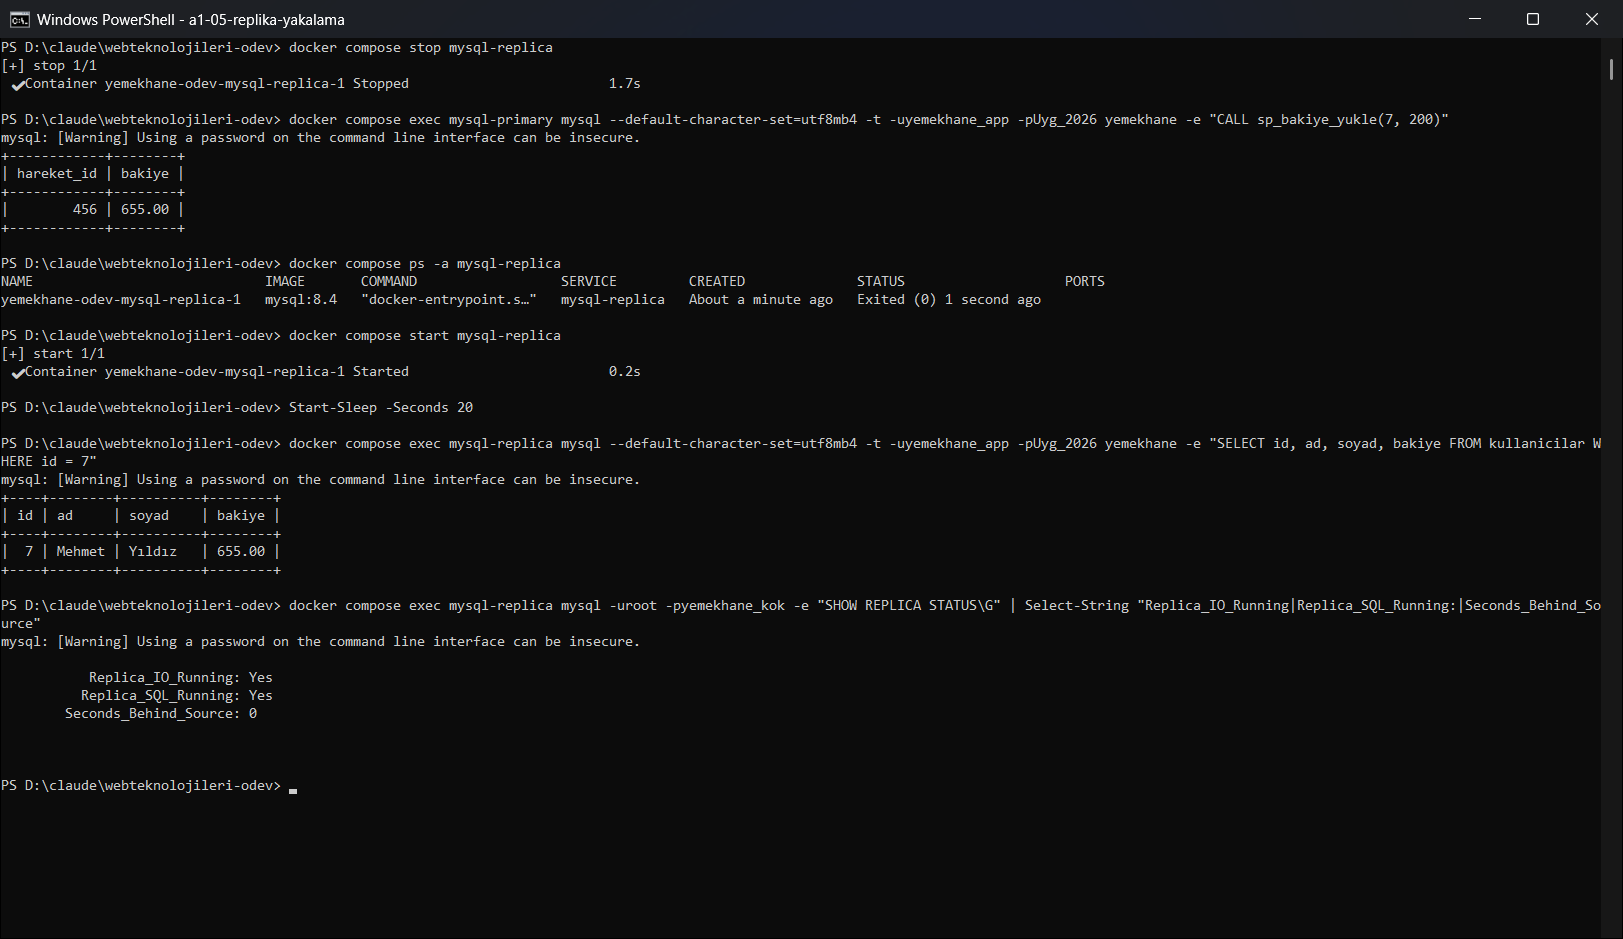 Windows PowerShell - a1-05-replika-yakalama
PS D:\claude\webteknolojileri-odev> docker compose stop mysql-replica
[+] stop 1/1
✔Container yemekhane-odev-mysql-replica-1 Stopped 1.7s
PS D:\claude\webteknolojileri-odev> docker compose exec mysql-primary mysql --default-character-set=utf8mb4 -t -uyemekhane_app -pUyg_2026 yemekhane -e "CALL sp_bakiye_yukle(7, 200)"
mysql: [Warning] Using a password on the command line interface can be insecure.
+------------+--------+
| hareket_id | bakiye |
+------------+--------+
|        456 | 655.00 |
+------------+--------+
PS D:\claude\webteknolojileri-odev> docker compose ps -a mysql-replica
NAME IMAGE COMMAND SERVICE CREATED STATUS PORTS
yemekhane-odev-mysql-replica-1 mysql:8.4 "docker-entrypoint.s…" mysql-replica About a minute ago Exited (0) 1 second ago
PS D:\claude\webteknolojileri-odev> docker compose start mysql-replica
[+] start 1/1
✔Container yemekhane-odev-mysql-replica-1 Started 0.2s
PS D:\claude\webteknolojileri-odev> Start-Sleep -Seconds 20
PS D:\claude\webteknolojileri-odev> docker compose exec mysql-replica mysql --default-character-set=utf8mb4 -t -uyemekhane_app -pUyg_2026 yemekhane -e "SELECT id, ad, soyad, bakiye FROM kullanicilar W
HERE id = 7"
mysql: [Warning] Using a password on the command line interface can be insecure.
+----+--------+----------+--------+
| id | ad     | soyad    | bakiye |
+----+--------+----------+--------+
|  7 | Mehmet | Yıldız   | 655.00 |
+----+--------+----------+--------+
PS D:\claude\webteknolojileri-odev> docker compose exec mysql-replica mysql -uroot -pyemekhane_kok -e "SHOW REPLICA STATUS\G" | Select-String "Replica_IO_Running|Replica_SQL_Running:|Seconds_Behind_So
urce"
mysql: [Warning] Using a password on the command line interface can be insecure.
Replica_IO_Running: Yes
Replica_SQL_Running: Yes
Seconds_Behind_Source: 0
PS D:\claude\webteknolojileri-odev>